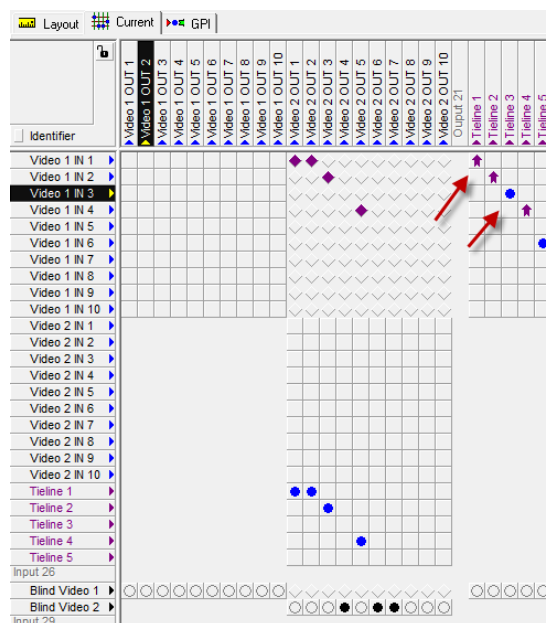 Layout Current GPI
Video 1 OUT 1
Video 1 OUT 2
Video 1 OUT 3
Video 1 OUT 4
Video 1 OUT 5
Video 1 OUT 6
Video 1 OUT 7
Video 1 OUT 8
Video 1 OUT 9
Video 1 OUT 10
Video 2 OUT 1
Video 2 OUT 2
Video 2 OUT 3
Video 2 OUT 4
Video 2 OUT 5
Video 2 OUT 6
Video 2 OUT 7
Video 2 OUT 8
Video 2 OUT 9
Video 2 OUT 10
Ouput 21
Tieline 1
Tieline 2
Tieline 3
Tieline 4
Tieline 5
Identifier
Video 1 IN 1
Video 1 IN 2
Video 1 IN 3
Video 1 IN 4
Video 1 IN 5
Video 1 IN 6
Video 1 IN 7
Video 1 IN 8
Video 1 IN 9
Video 1 IN 10
Video 2 IN 1
Video 2 IN 2
Video 2 IN 3
Video 2 IN 4
Video 2 IN 5
Video 2 IN 6
Video 2 IN 7
Video 2 IN 8
Video 2 IN 9
Video 2 IN 10
Tieline 1
Tieline 2
Tieline 3
Tieline 4
Tieline 5
Input 26
Blind Video 1
Blind Video 2
Input 29